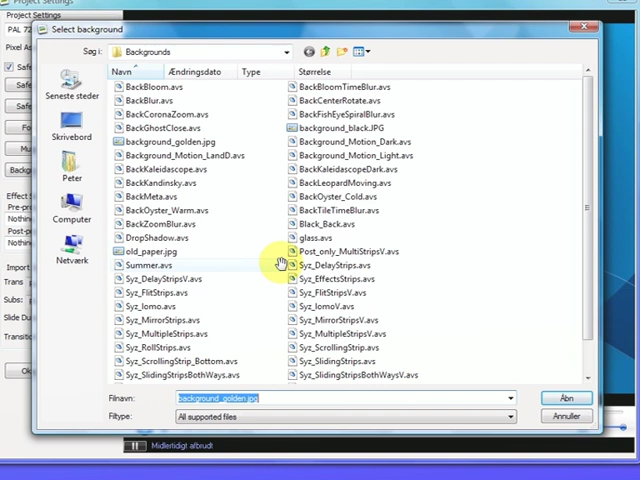 Project Settings
Project Settings
PAL 72
Pixel As
Safe
Safe
Safe
Fo
Mu
Backg
Effect S
Pre-pro
Nothin
Post-p
Nothin
Import
Trans
Subs:
Slide Du
Transiti
Ok
Select background
Søg i:
Backgrounds
Seneste steder
Skrivebord
Peter
Computer
Netværk
Navn Ændringsdato Type Størrelse
BackBloom.avs BackBloomTimeBlur.avs
BackBlur.avs BackCenterRotate.avs
BackCoronaZoom.avs BackFishEyeSpiralBlur.avs
BackGhostClose.avs background_black.JPG
background_golden.jpg Background_Motion_Dark.avs
Background_Motion_LandD.avs Background_Motion_Light.avs
BackKaleidascope.avs BackKaleidascopeDark.avs
BackKandinsky.avs BackLeopardMoving.avs
BackMeta.avs BackOyster_Cold.avs
BackOyster_Warm.avs BackTileTimeBlur.avs
BackZoomBlur.avs Black_Back.avs
DropShadow.avs glass.avs
old_paper.jpg Post_only_MultiStripsV.avs
Summer.avs Syz_DelayStrips.avs
Syz_DelayStripsV.avs Syz_EffectsStrips.avs
Syz_FlitStrips.avs Syz_FlitStripsV.avs
Syz_lomo.avs Syz_lomoV.avs
Syz_MirrorStrips.avs Syz_MirrorStripsV.avs
Syz_MultipleStrips.avs Syz_MultipleStripsV.avs
Syz_RollStrips.avs Syz_ScrollingStrip.avs
Syz_ScrollingStrip_Bottom.avs Syz_SlidingStrips.avs
Syz_SlidingStripsBothWays.avs Syz_SlidingStripsBothWaysV.avs
Filnavn: background_golden.jpg Åbn
Filtype: All supported files Annuller
Midlertidigt afbrudt